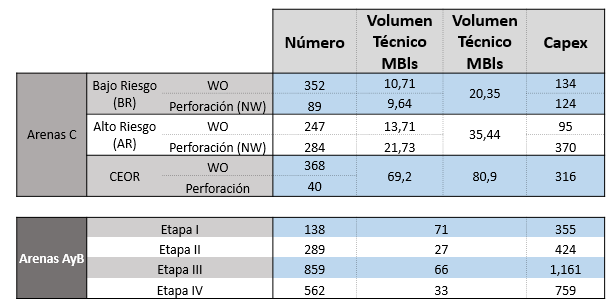 Número Volumen Técnico MBls Volumen Técnico MBls Capex
Arenas C Bajo Riesgo (BR) WO 352 10,71 20,35 134
Perforación (NW) 89 9,64 124
Alto Riesgo (AR) WO 247 13,71 35,44 95
Perforación (NW) 284 21,73 370
CEOR WO 368 69,2 80,9 316
Perforación 40
Arenas AyB Etapa I 138 71 355
Etapa II 289 27 424
Etapa III 859 66 1,161
Etapa IV 562 33 759